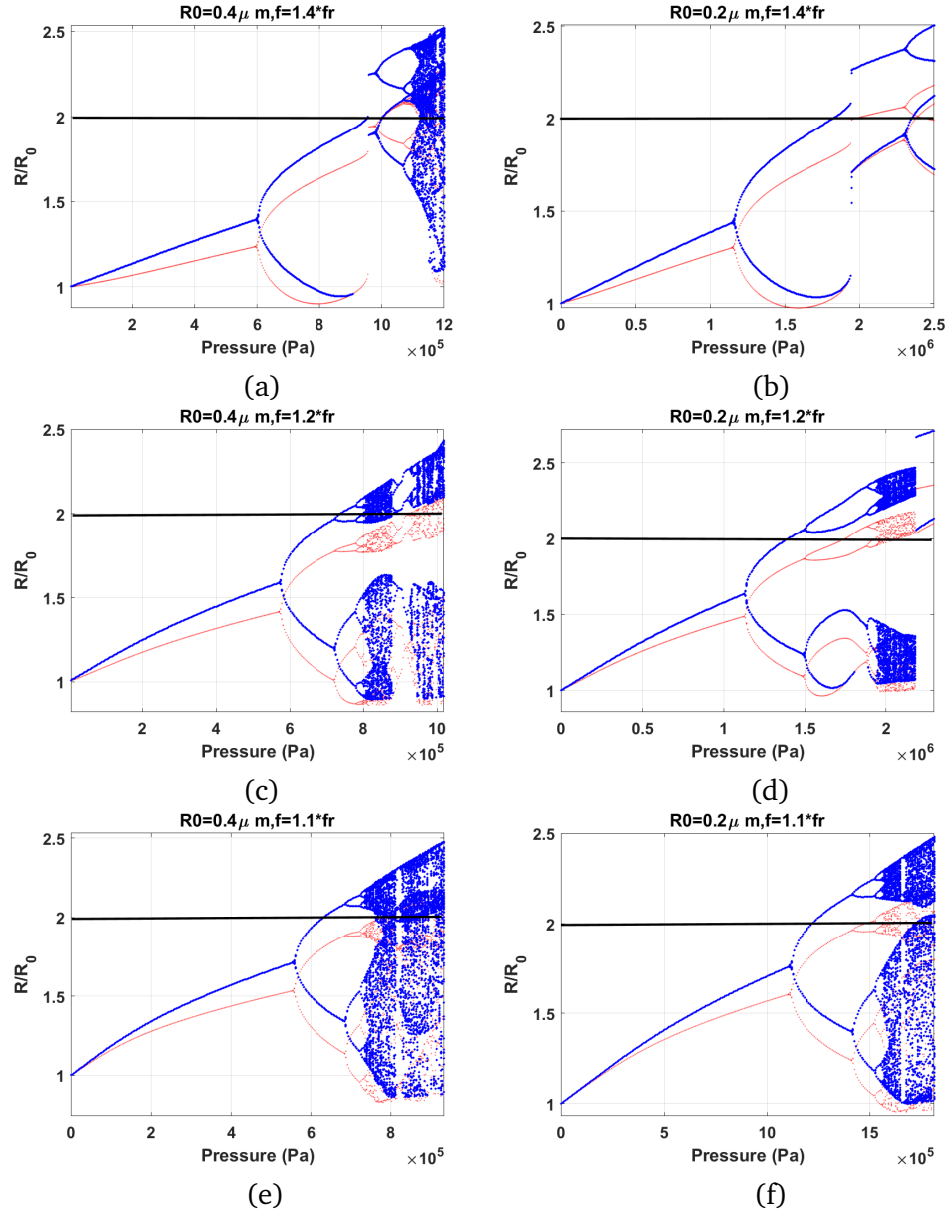 R0=0.4μ m,f=1.4*fr
R/R0
2.5
2
1.5
1
2 4 6 8 10 12
Pressure (Pa) ×10^5
(a)
R0=0.2μ m,f=1.4*fr
R/R0
2.5
2
1.5
1
0 0.5 1 1.5 2 2.5
Pressure (Pa) ×10^6
(b)
R0=0.4μ m,f=1.2*fr
R/R0
2.5
2
1.5
1
2 4 6 8 10
Pressure (Pa) ×10^5
(c)
R0=0.2μ m,f=1.2*fr
R/R0
2.5
2
1.5
1
0 0.5 1 1.5 2
Pressure (Pa) ×10^6
(d)
R0=0.4μ m,f=1.1*fr
R/R0
2.5
2
1.5
1
0 2 4 6 8
Pressure (Pa) ×10^5
(e)
R0=0.2μ m,f=1.1*fr
R/R0
2.5
2
1.5
1
0 5 10 15
Pressure (Pa) ×10^5
(f)